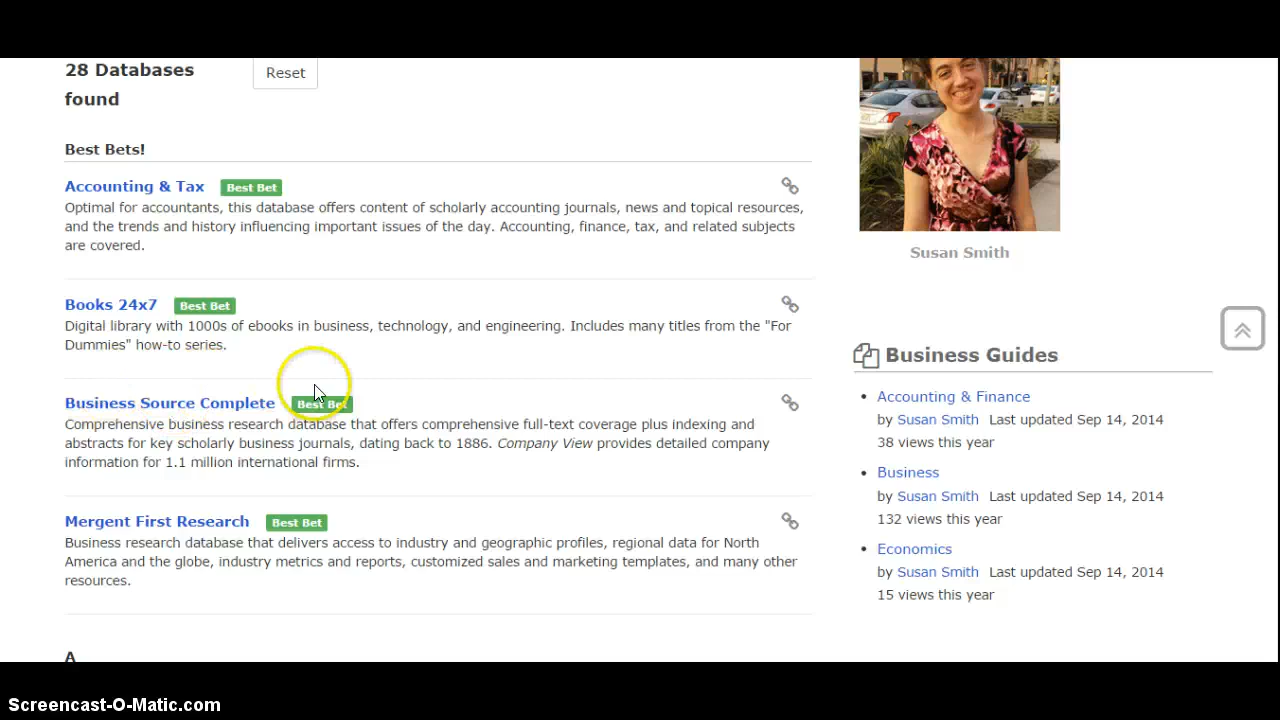 28 Databases
found
Reset
Best Bets!
Accounting & Tax Best Bet
Optimal for accountants, this database offers content of scholarly accounting journals, news and topical resources,
and the trends and history influencing important issues of the day. Accounting, finance, tax, and related subjects
are covered.
Books 24x7 Best Bet
Digital library with 1000s of ebooks in business, technology, and engineering. Includes many titles from the "For
Dummies" how-to series.
Business Source Complete Best Bet
Comprehensive business research database that offers comprehensive full-text coverage plus indexing and
abstracts for key scholarly business journals, dating back to 1886. Company View provides detailed company
information for 1.1 million international firms.
Mergent First Research Best Bet
Business research database that delivers access to industry and geographic profiles, regional data for North
America and the globe, industry metrics and reports, customized sales and marketing templates, and many other
resources.
A
Susan Smith
Business Guides
Accounting & Finance
by Susan Smith Last updated Sep 14, 2014
38 views this year
Business
by Susan Smith Last updated Sep 14, 2014
132 views this year
Economics
by Susan Smith Last updated Sep 14, 2014
15 views this year
Screencast-O-Matic.com